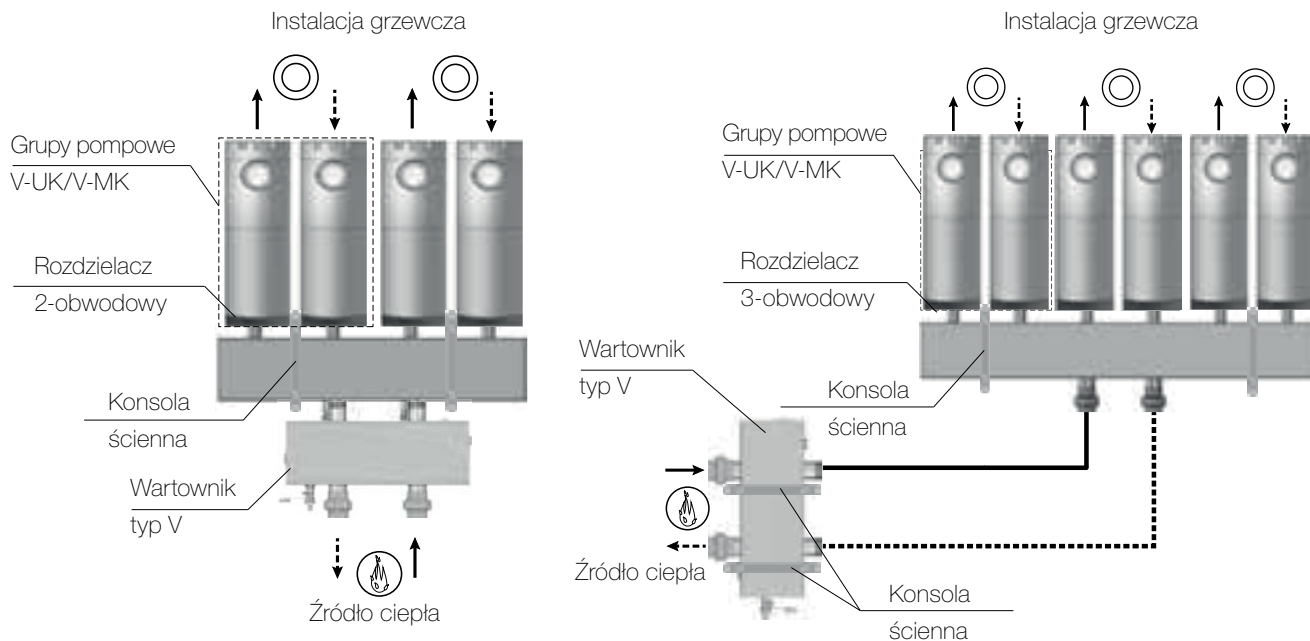 Instalacja grzewcza
Grupy pompowe
V-UK/V-MK
Rozdzielacz
2-obwodowy
Konsola
ścienna
Wartownik
typ V
Źródło ciepła
Instalacja grzewcza
Grupy pompowe
V-UK/V-MK
Rozdzielacz
3-obwodowy
Wartownik
typ V
Konsola
ścienna
Źródło ciepła
Konsola
ścienna